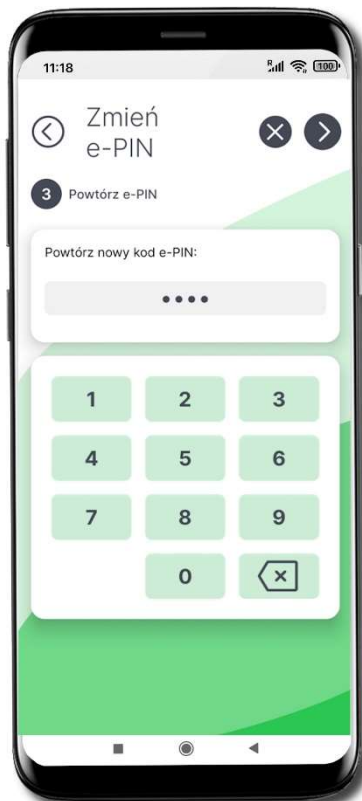 11:18
R
100
Zmień
e-PIN
3 Powtórz e-PIN
Powtórz nowy kod e-PIN:
••••
1 2 3
4 5 6
7 8 9
0